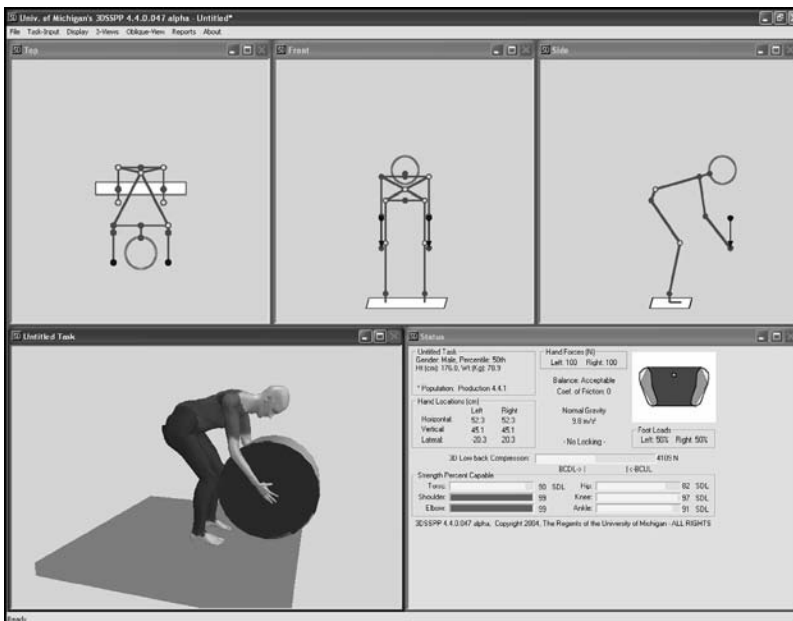 Univ. of Michigan's 3DSSPP 4.4.0.047 alpha - Untitled*
File Task-Input Display 3-Views Oblique-View Reports About
Top
Front
Side
Untitled Task
Status
Untitled Task
Gender: Male, Percentile: 50th
Ht (cm): 176.0, Wt (Kg): 78.9
* Population: Production 4.4.1
Hand Forces (N)
Left: 100 Right: 100
Balance: Acceptable
Coef. of Friction: 0
Hand Locations (cm)
Left Right
Horizontal: 52.3 52.3
Vertical: 45.1 45.1
Lateral: -20.3 20.3
Normal Gravity
9.8 m/s²
- No Locking -
Foot Loads
Left: 50% Right: 50%
3D Low back Compression: 4109 N
BCDL->| |<-BCUL
Strength Percent Capable
Torso: 90 SDL Hip: 82 SDL
Shoulder: 99 Knee: 97 SDL
Elbow: 99 Ankle: 91 SDL
3DSSPP 4.4.0.047 alpha, Copyright 2004, The Regents of the University of Michigan - ALL RIGHTS
Ready